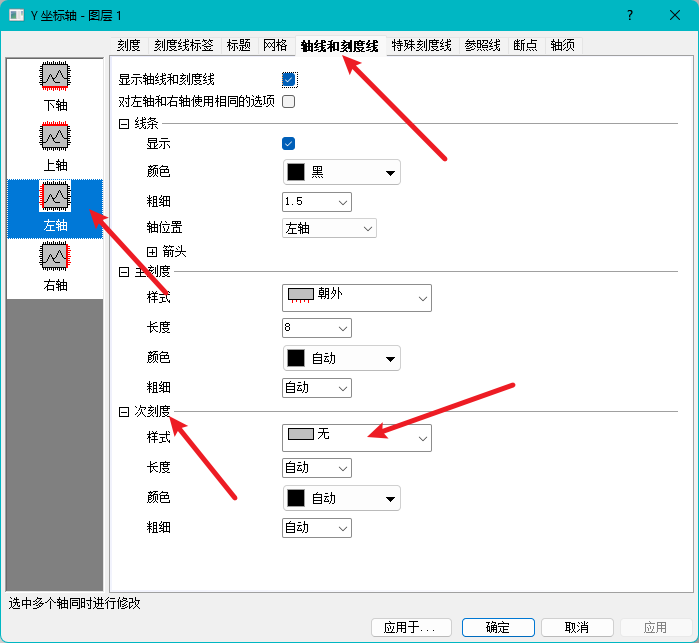 Y 坐标轴 - 图层 1
?
刻度 刻度线标签 标题 网格 轴线和刻度线 特殊刻度线 参照线 断点 轴须
下轴
上轴
左轴
右轴
显示轴线和刻度线
对左轴和右轴使用相同的选项
线条
显示
颜色 黑
粗细 1.5
轴位置 左轴
箭头
主刻度
样式 朝外
长度 8
颜色 自动
粗细 自动
次刻度
样式 无
长度 自动
颜色 自动
粗细 自动
选中多个轴同时进行修改
应用于... 确定 取消 应用